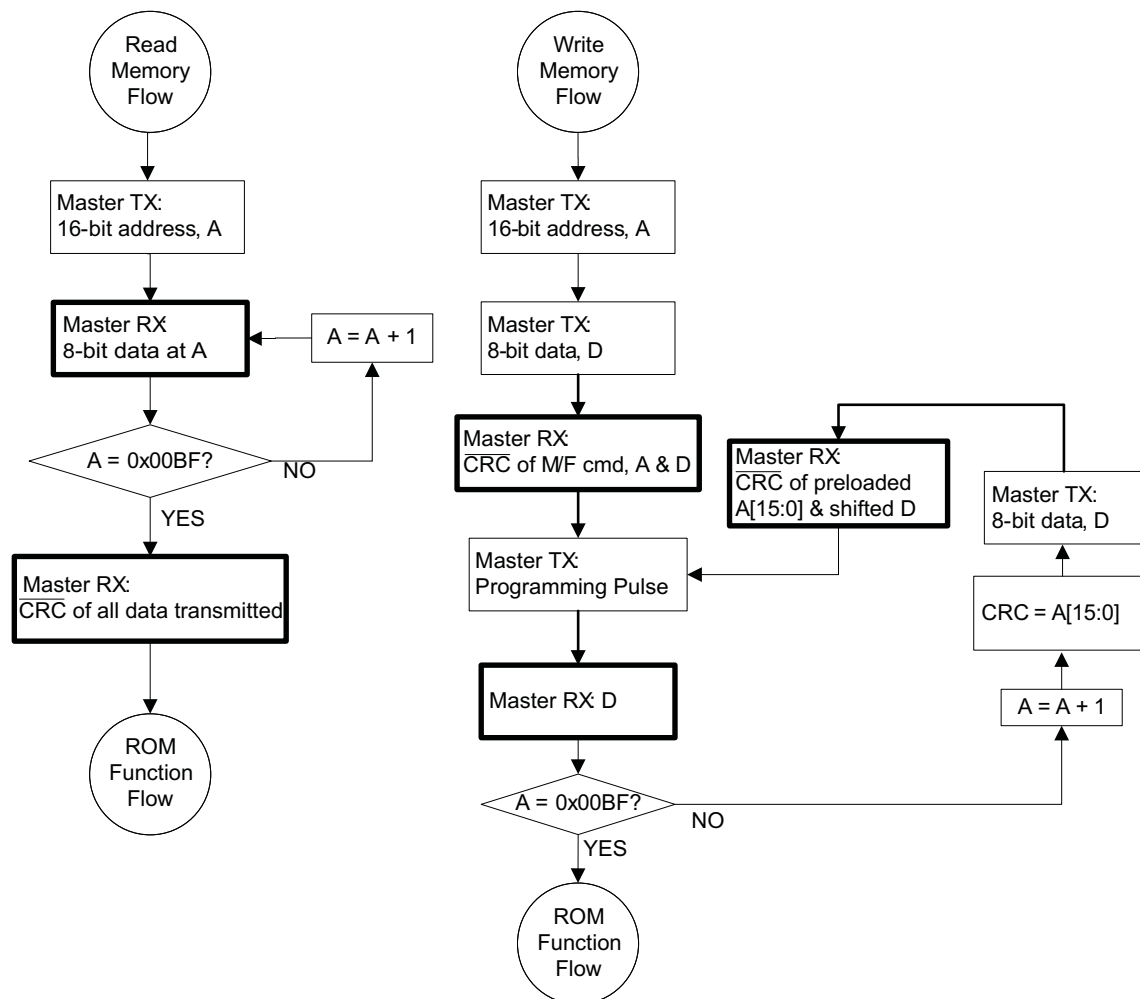 Read
Memory
Flow
Master TX:
16-bit address, A
Master RX:
8-bit data at A
A = A + 1
A = 0x00BF?
NO
YES
Master RX:
CRC of all data transmitted
ROM
Function
Flow
Write
Memory
Flow
Master TX:
16-bit address, A
Master TX:
8-bit data, D
Master RX:
CRC of M/F cmd, A & D
Master TX:
Programming Pulse
Master RX: D
A = 0x00BF?
NO
YES
ROM
Function
Flow
A = A + 1
CRC = A[15:0]
Master TX:
8-bit data, D
Master RX:
CRC of preloaded
A[15:0] & shifted D